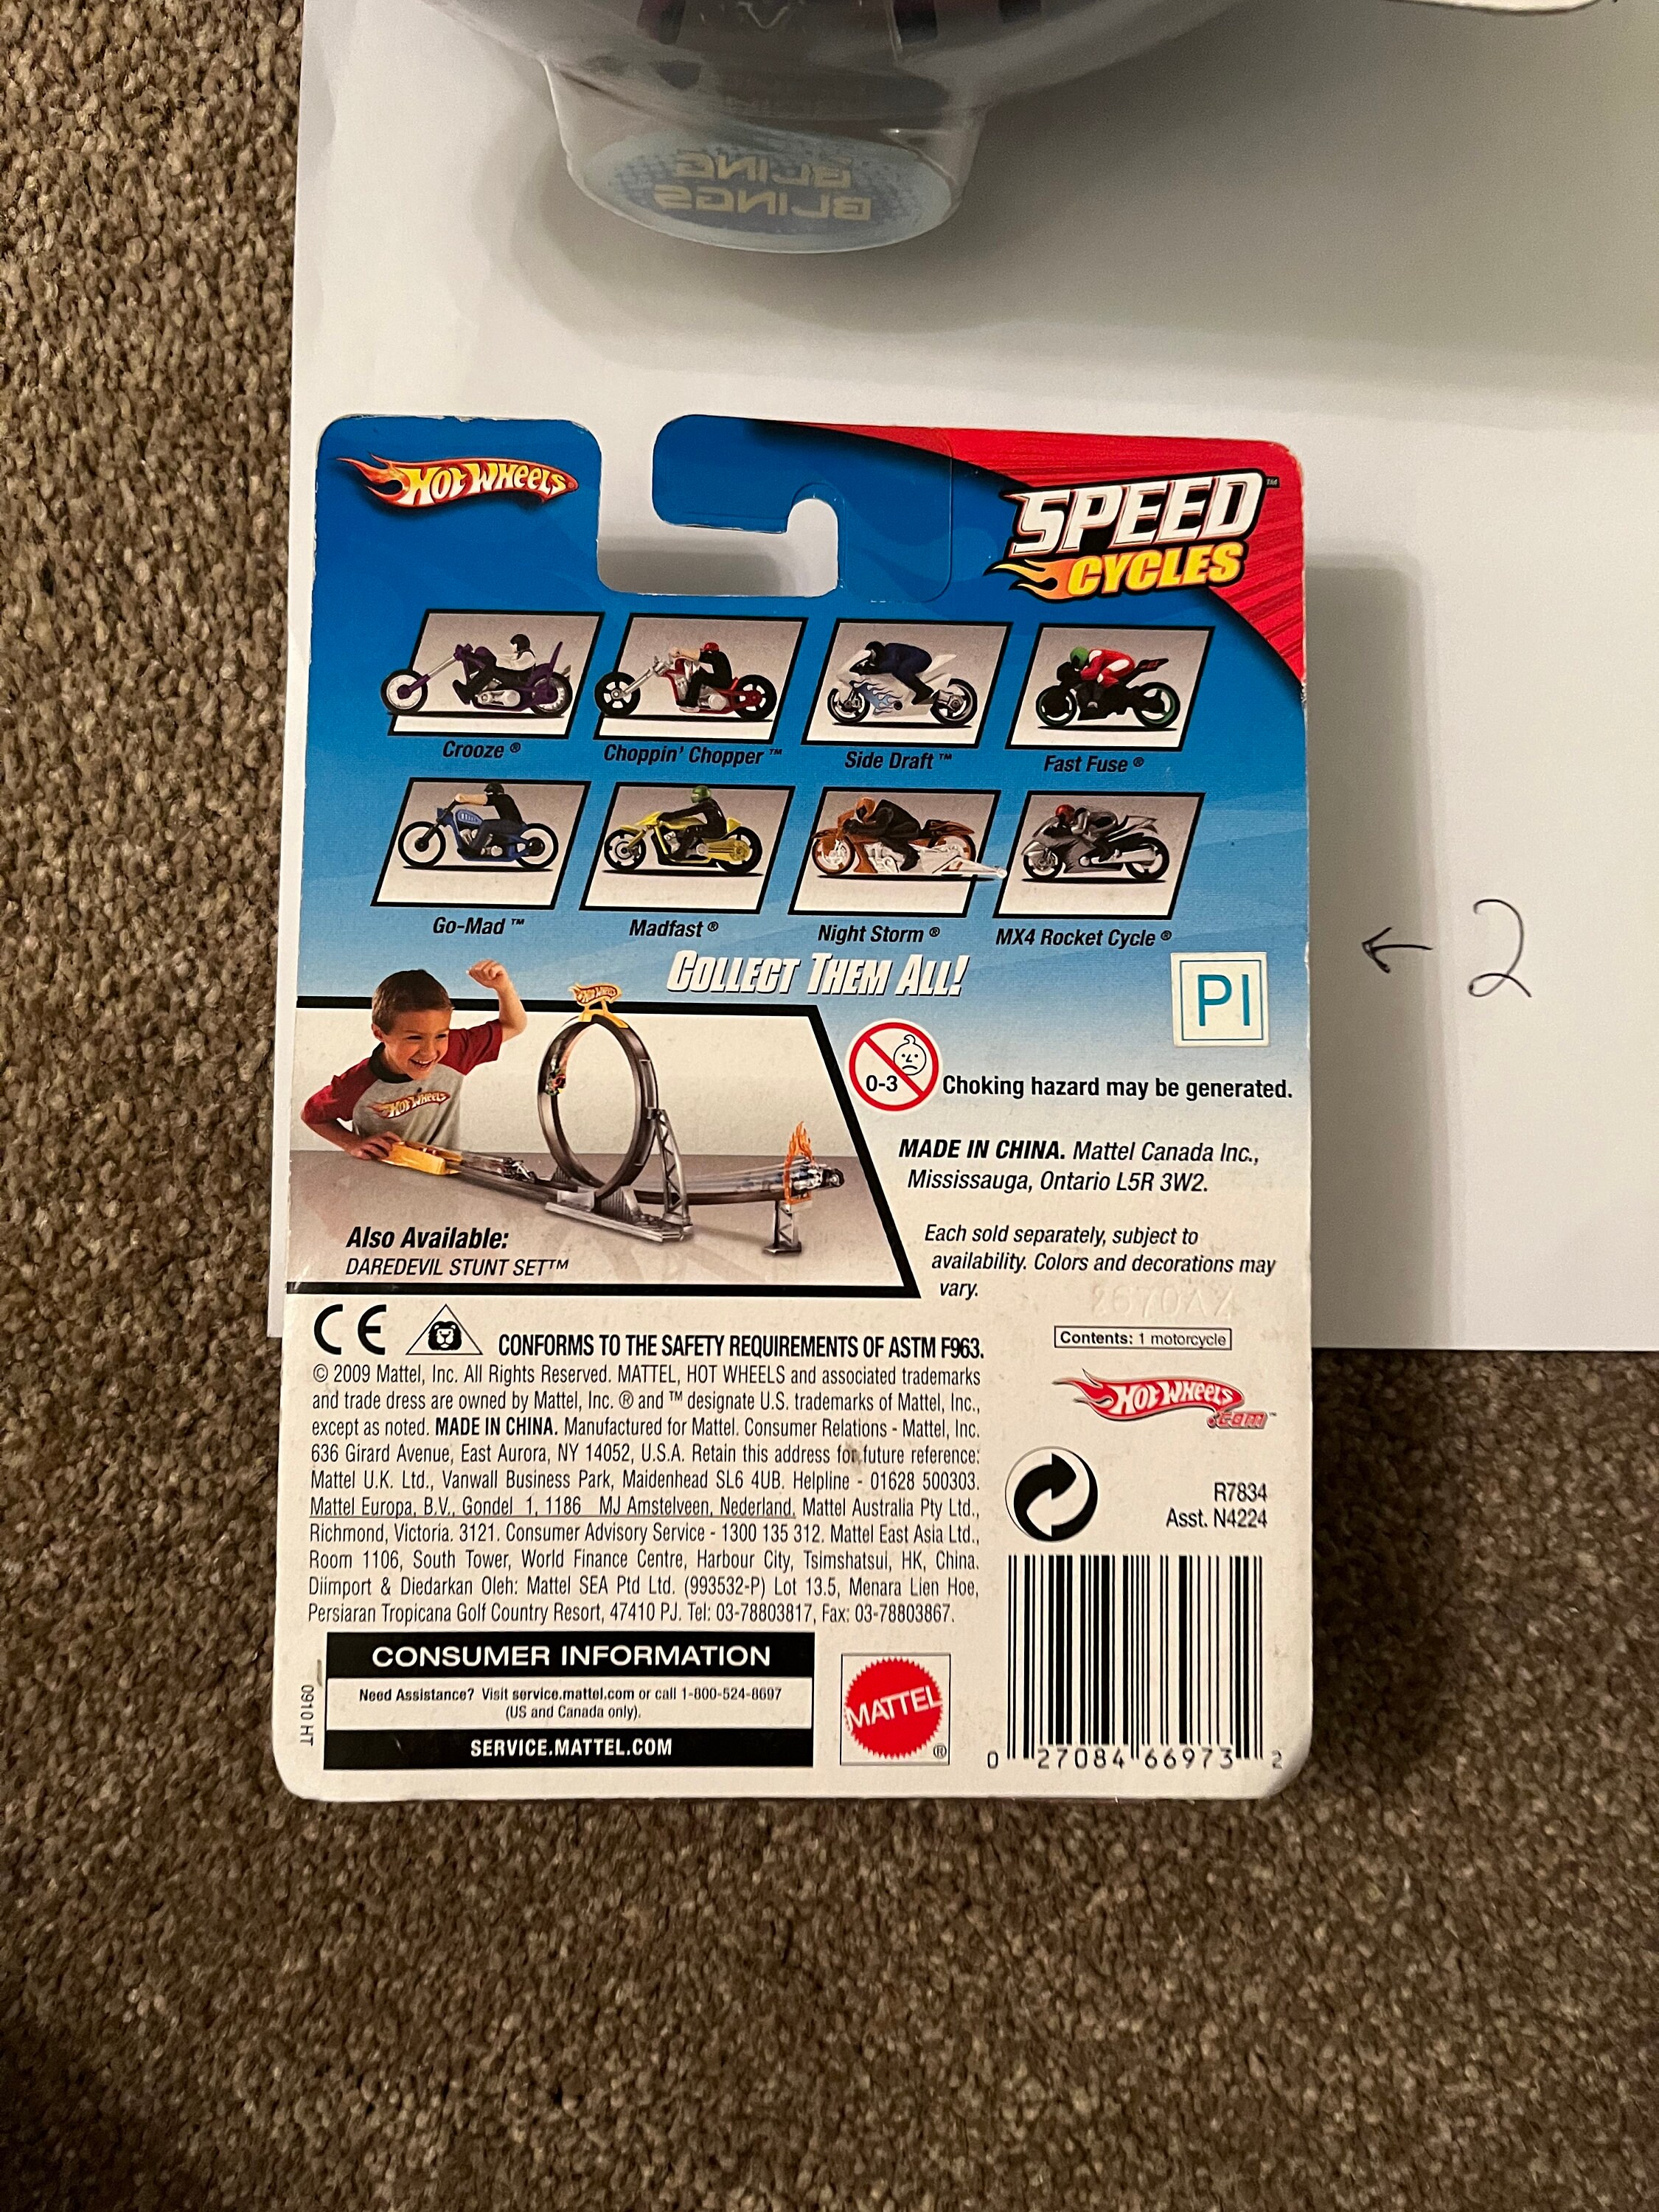 BLING
BLINGS
HOT WHEELS
SPEED™
CYCLES
Crooze®
Choppin' Chopper™
Side Draft™
Fast Fuse®
Go-Mad™
Madfast®
Night Storm®
MX4 Rocket Cycle®
← 2
COLLECT THEM ALL!
PI
HOT WHEELS
HOT WHEELS
0-3
Choking hazard may be generated.
MADE IN CHINA. Mattel Canada Inc.,
Mississauga, Ontario L5R 3W2.
Also Available:
DAREDEVIL STUNT SET™
Each sold separately, subject to
availability. Colors and decorations may
vary.
CE
CONFORMS TO THE SAFETY REQUIREMENTS OF ASTM F963.
Contents: 1 motorcycle
© 2009 Mattel, Inc. All Rights Reserved. MATTEL, HOT WHEELS and associated trademarks
and trade dress are owned by Mattel, Inc. ® and ™ designate U.S. trademarks of Mattel, Inc.,
except as noted. MADE IN CHINA. Manufactured for Mattel. Consumer Relations - Mattel, Inc.
636 Girard Avenue, East Aurora, NY 14052, U.S.A. Retain this address for future reference:
Mattel U.K. Ltd., Vanwall Business Park, Maidenhead SL6 4UB. Helpline - 01628 500303.
Mattel Europa, B.V., Gondel 1, 1186 MJ Amstelveen, Nederland. Mattel Australia Pty Ltd.,
Richmond, Victoria. 3121. Consumer Advisory Service - 1300 135 312. Mattel East Asia Ltd.,
Room 1106, South Tower, World Finance Centre, Harbour City, Tsimshatsui, HK, China.
Diimport & Diedarkan Oleh: Mattel SEA Ptd Ltd. (993532-P) Lot 13.5, Menara Lien Hoe,
Persiaran Tropicana Golf Country Resort, 47410 PJ. Tel: 03-78803817, Fax: 03-78803867.
HOT WHEELS
.com™
R7834
Asst. N4224
CONSUMER INFORMATION
Need Assistance? Visit service.mattel.com or call 1-800-524-8697
(US and Canada only).
SERVICE.MATTEL.COM
0910 HT
MATTEL®
0 27084 66973 2